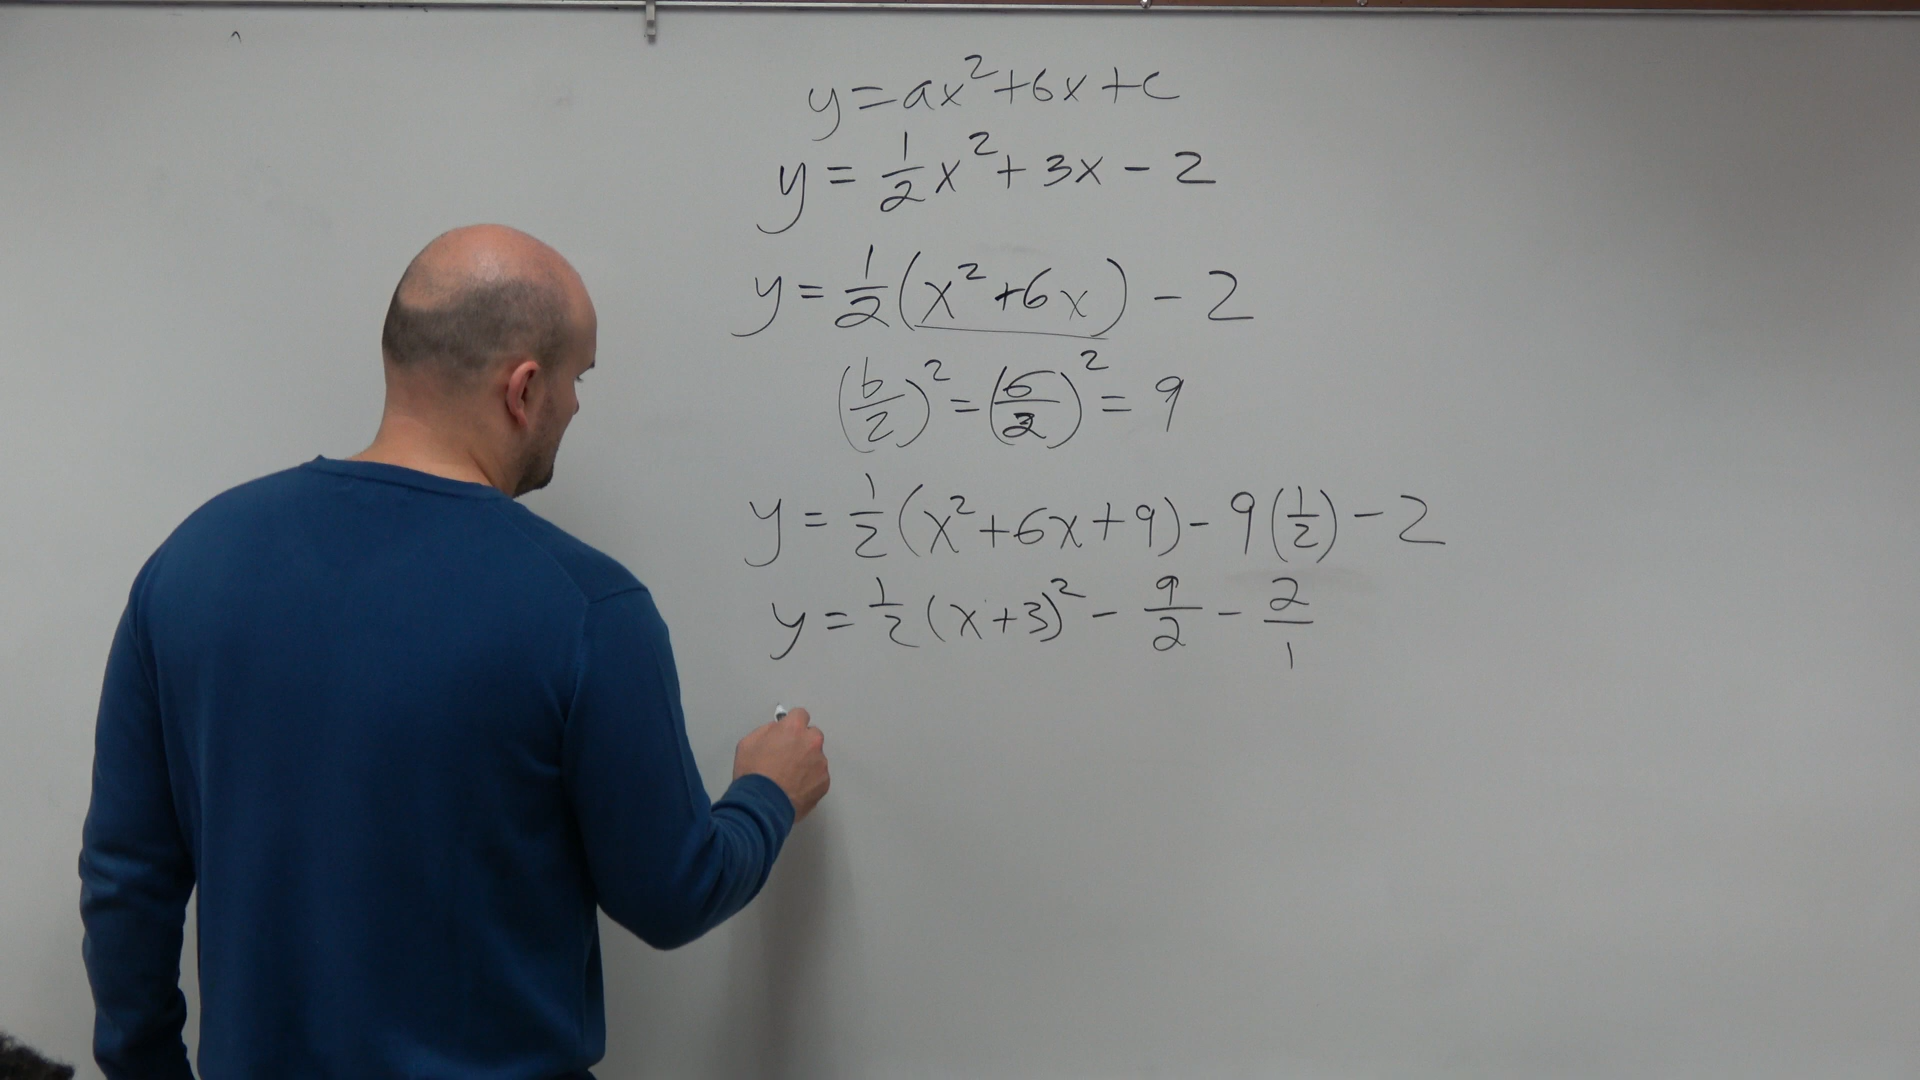 y=ax²+bx+c
y = 1/2 x² + 3x - 2
y = 1/2 (x² + 6x) - 2
(b/2)² = (6/2)² = 9
y = 1/2 (x² + 6x + 9) - 9(1/2) - 2
y = 1/2 (x + 3)² - 9/2 - 2/1